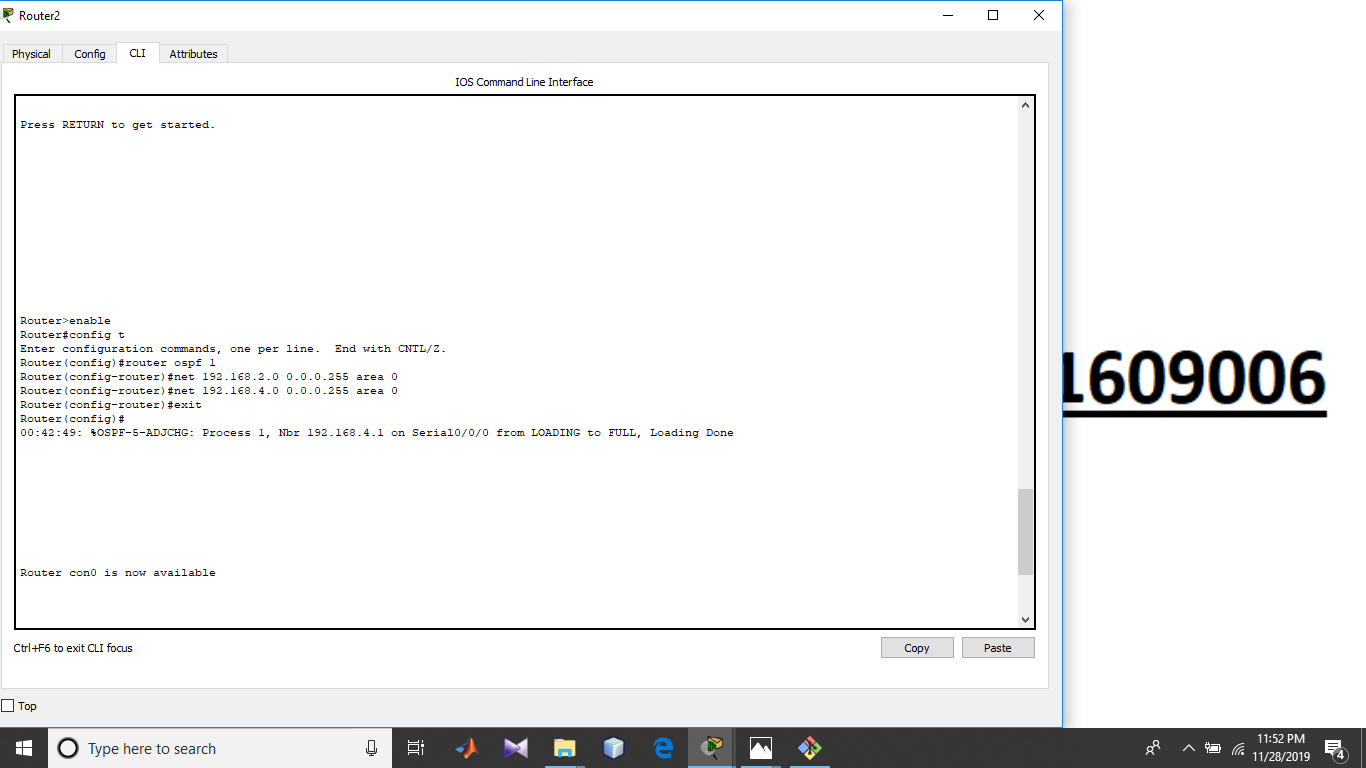 Router2
Physical Config CLI Attributes
IOS Command Line Interface
Press RETURN to get started.
Router>enable
Router#config t
Enter configuration commands, one per line.  End with CNTL/Z.
Router(config)#router ospf 1
Router(config-router)#net 192.168.2.0 0.0.0.255 area 0
Router(config-router)#net 192.168.4.0 0.0.0.255 area 0
Router(config-router)#exit
Router(config)#
00:42:49: %OSPF-5-ADJCHG: Process 1, Nbr 192.168.4.1 on Serial0/0/0 from LOADING to FULL, Loading Done
Router con0 is now available
Ctrl+F6 to exit CLI focus
Copy Paste
Top
1609006
Type here to search
11:52 PM
11/28/2019
4